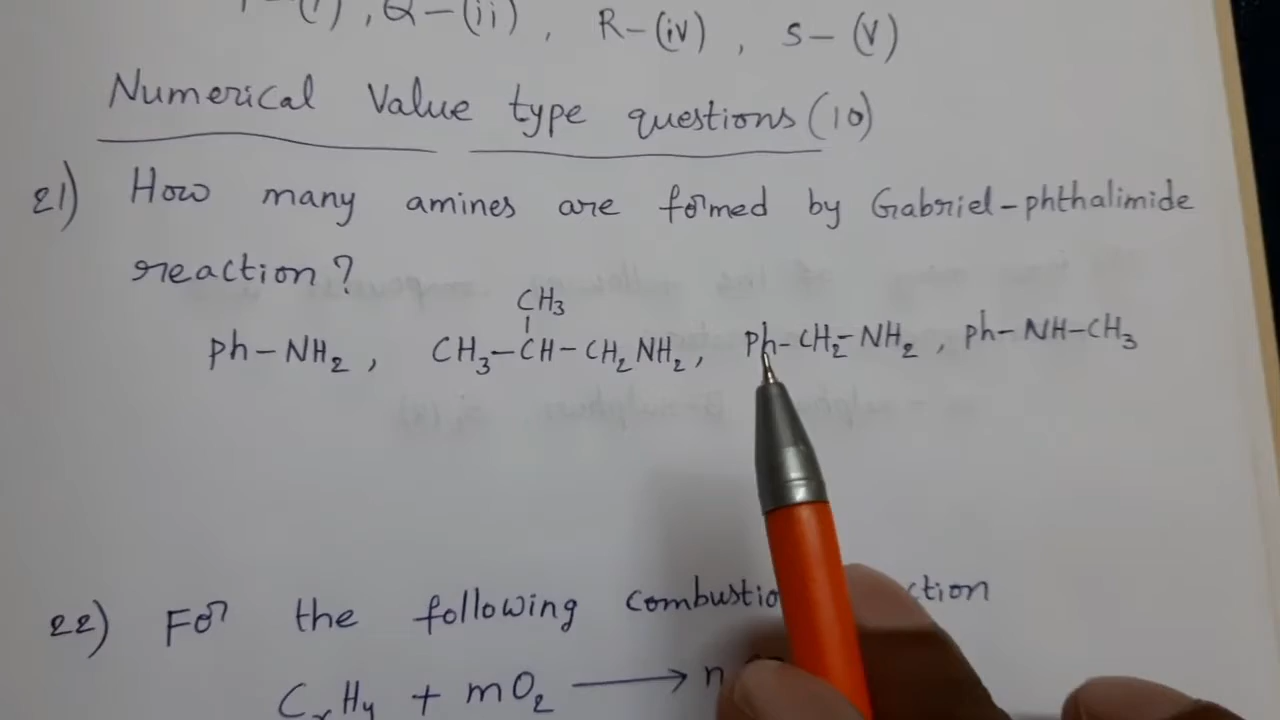 (i), Q-(ii), R-(iv), S-(V)
Numerical Value type questions (10)
21) How many amines are formed by Gabriel-phthalimide
reaction?
CH3
Ph-NH2, CH3-CH-CH2NH2, Ph-CH2-NH2, Ph-NH-CH3
22) For the following
CxHy + mO2 → n